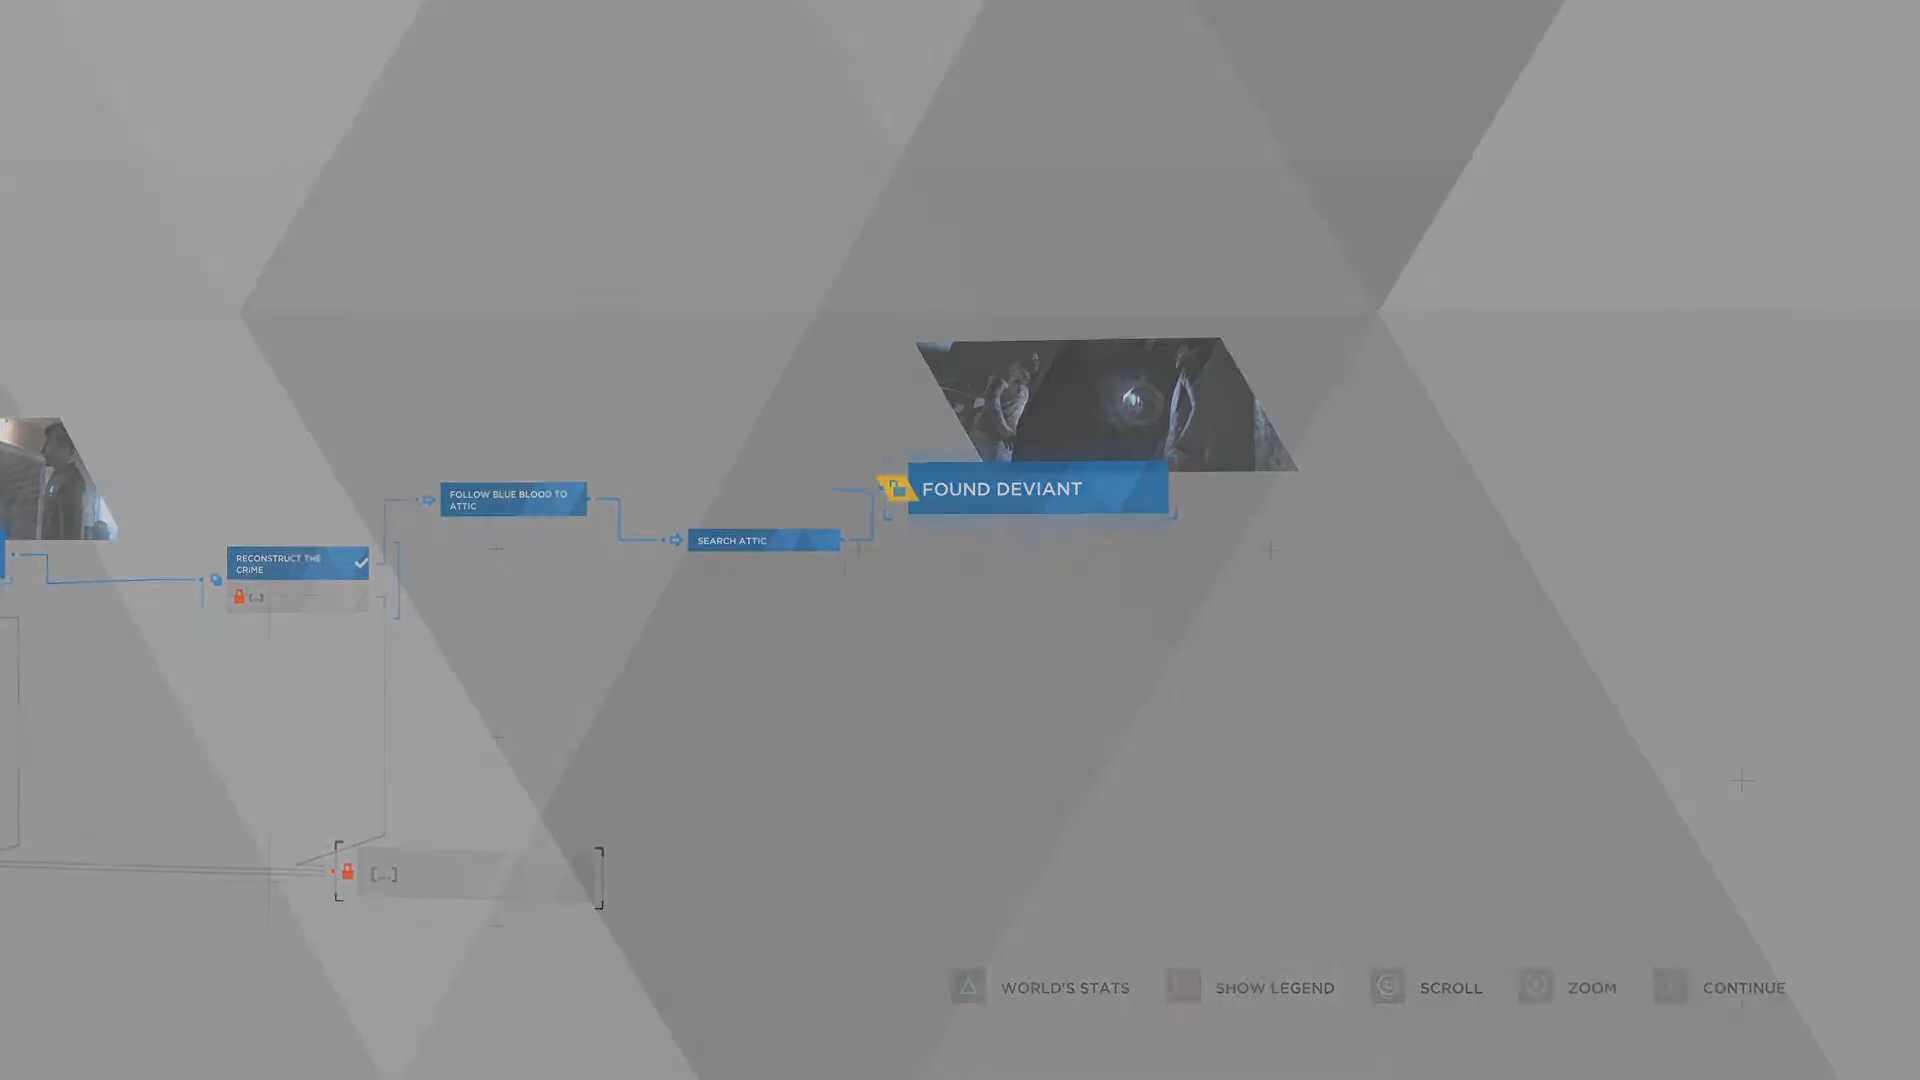 FOLLOW BLUE BLOOD TO
ATTIC
FOUND DEVIANT
SEARCH ATTIC
RECONSTRUCT THE
CRIME
[...]
[...]
WORLD'S STATS
SHOW LEGEND
SCROLL
ZOOM
CONTINUE